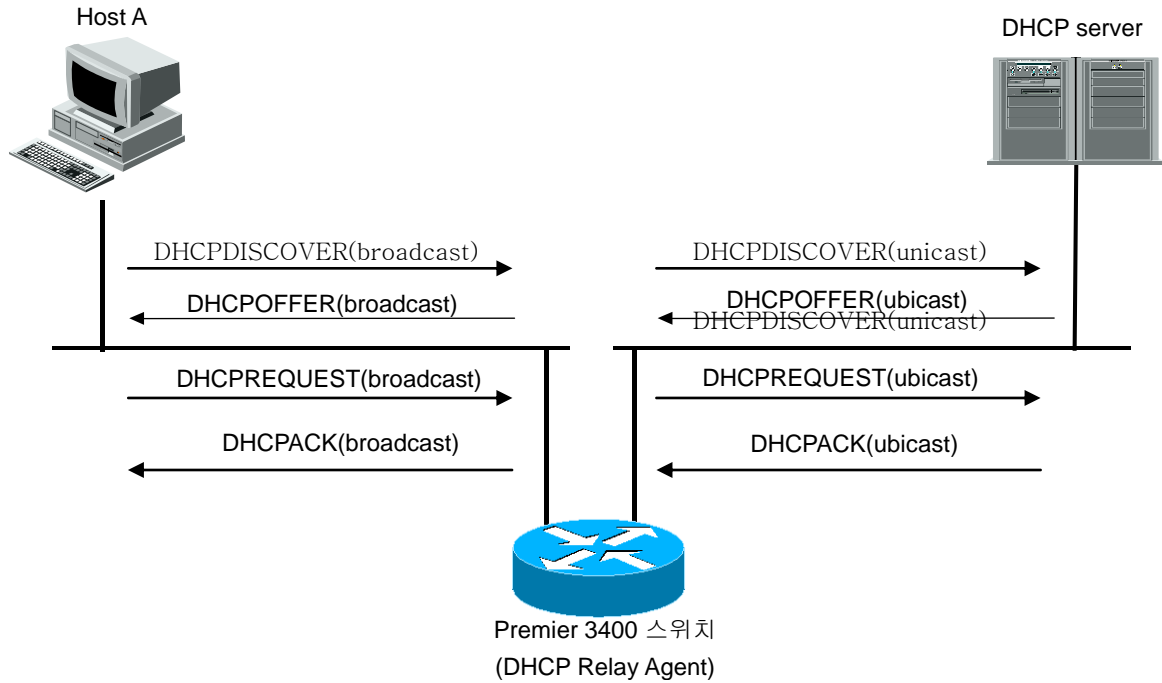 Host A
DHCP server
DHCPDISCOVER(broadcast)
DHCPDISCOVER(unicast)
DHCPOFFER(broadcast)
DHCPOFFER(ubicast)
DHCPDISCOVER(unicast)
DHCPREQUEST(broadcast)
DHCPREQUEST(ubicast)
DHCPACK(broadcast)
DHCPACK(ubicast)
Premier 3400 스위치
(DHCP Relay Agent)